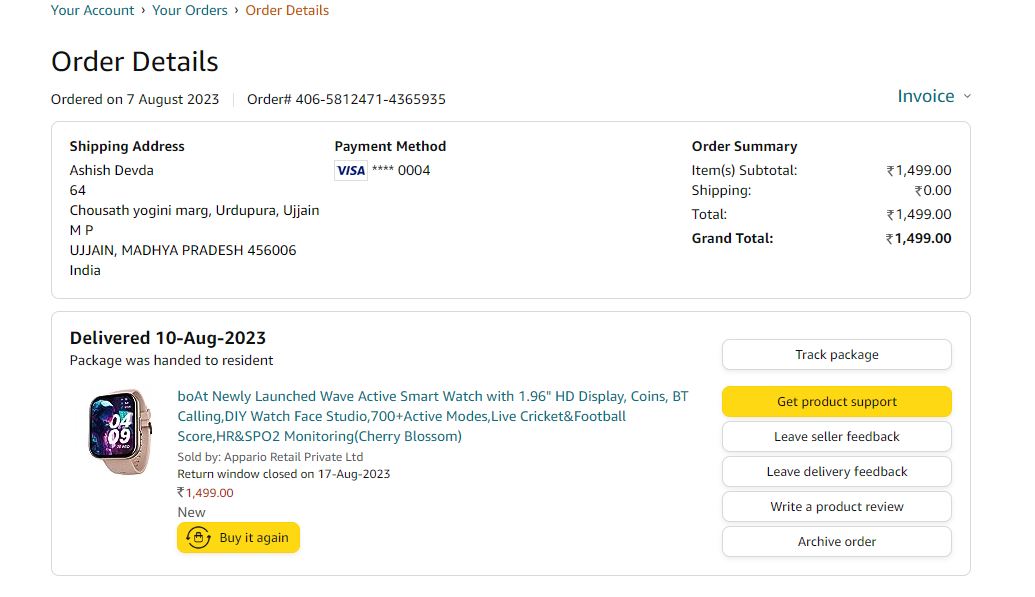 Your Account › Your Orders › Order Details
Order Details
Ordered on 7 August 2023 Order# 406-5812471-4365935
Invoice
Shipping Address
Ashish Devda
64
Chousath yogini marg, Urdupura, Ujjain
M P
UJJAIN, MADHYA PRADESH 456006
India
Payment Method
VISA **** 0004
Order Summary
Item(s) Subtotal: ₹1,499.00
Shipping: ₹0.00
Total: ₹1,499.00
Grand Total: ₹1,499.00
Delivered 10-Aug-2023
Package was handed to resident
04
09
boAt Newly Launched Wave Active Smart Watch with 1.96" HD Display, Coins, BT
Calling,DIY Watch Face Studio,700+Active Modes,Live Cricket&Football
Score,HR&SPO2 Monitoring(Cherry Blossom)
Sold by: Appario Retail Private Ltd
Return window closed on 17-Aug-2023
₹1,499.00
New
Buy it again
Track package
Get product support
Leave seller feedback
Leave delivery feedback
Write a product review
Archive order